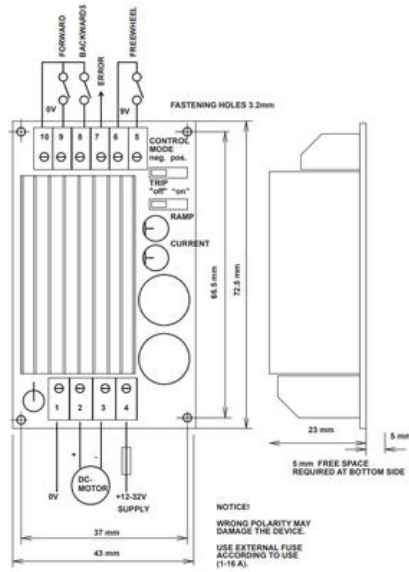 FORWARD
BACKWARDS
ERROR
FREEWHEEL
0V
9V
FASTENING HOLES 3.2mm
10 9 8 7 6 5
CONTROL
MODE
neg. pos.
TRIP
"off" "on"
RAMP
CURRENT
66.5 mm
72.5 mm
1 2 3 4
+ -
DC-
MOTOR
0V
+12-32V
SUPPLY
37 mm
43 mm
23 mm
5 mm
5 mm FREE SPACE
REQUIRED AT BOTTOM SIDE
NOTICE!
WRONG POLARITY MAY
DAMAGE THE DEVICE.
USE EXTERNAL FUSE
ACCORDING TO USE
(1-16 A).